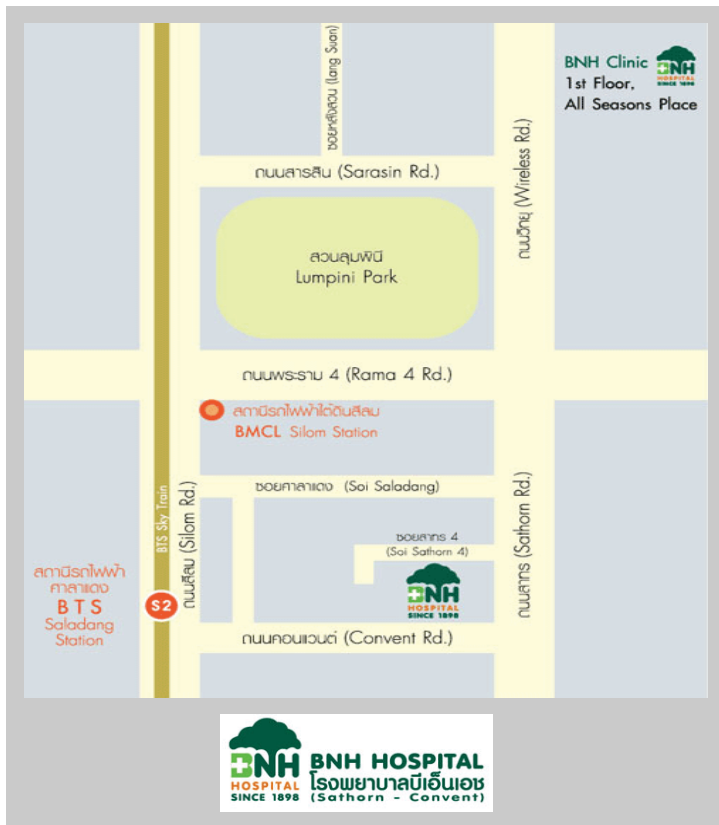 ซอยหลังสวน (Lang Suan)
BNH Clinic
1st Floor,
All Seasons Place
BNH
HOSPITAL
SINCE 1898
ถนนสารสิน (Sarasin Rd.)
ถนนวิทยุ (Wireless Rd.)
สวนลุมพินี
Lumpini Park
ถนนพระราม 4 (Rama 4 Rd.)
สถานีรถไฟฟ้าใต้ดินสีลม
BMCL Silom Station
ซอยศาลาแดง (Soi Saladang)
BTS Sky Train
ถนนสีลม (Silom Rd.)
ถนนสาทร (Sathorn Rd.)
ซอยสาทร 4
(Soi Sathorn 4)
สถานีรถไฟฟ้า
ศาลาแดง
BTS
Saladang
Station
S2
BNH
HOSPITAL
SINCE 1898
ถนนคอนแวนต์ (Convent Rd.)
BNH
HOSPITAL
SINCE 1898
BNH HOSPITAL
โรงพยาบาลบีเอ็นเอช
(Sathorn - Convent)